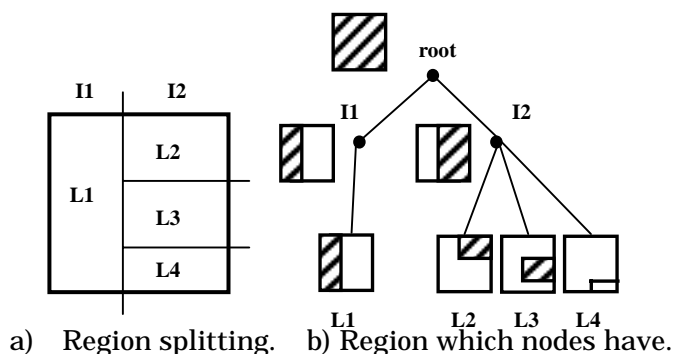 root
I1 I2 I1 I2
L2
L1
L3
L4
L1 L2 L3 L4
a) Region splitting. b) Region which nodes have.